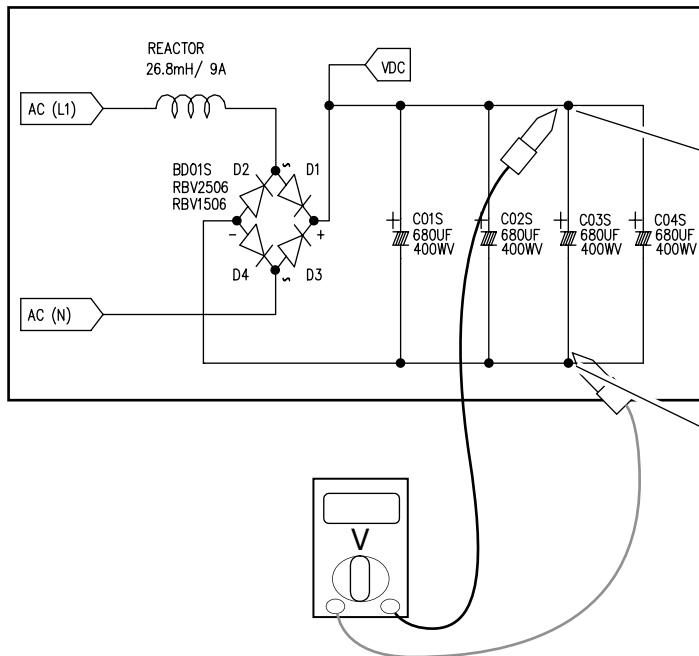 REACTOR
26.8mH/ 9A
VDC
AC (L1)
BD01S
RBV2506
RBV1506
D2
~
D1
-
+
D4
~
D3
+ C01S
680UF
400WV
+ C02S
680UF
400WV
+ C03S
680UF
400WV
+ C04S
680UF
400WV
AC (N)
V